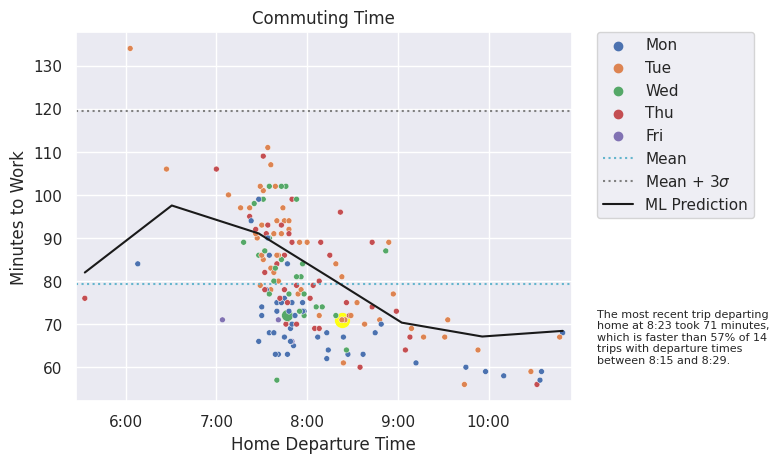 Commuting Time
Minutes to Work
130
120
110
100
90
80
70
60
6:00
7:00
8:00
9:00
10:00
Home Departure Time
Mon
Tue
Wed
Thu
Fri
Mean
Mean + 3σ
ML Prediction
The most recent trip departing
home at 8:23 took 71 minutes,
which is faster than 57% of 14
trips with departure times
between 8:15 and 8:29.